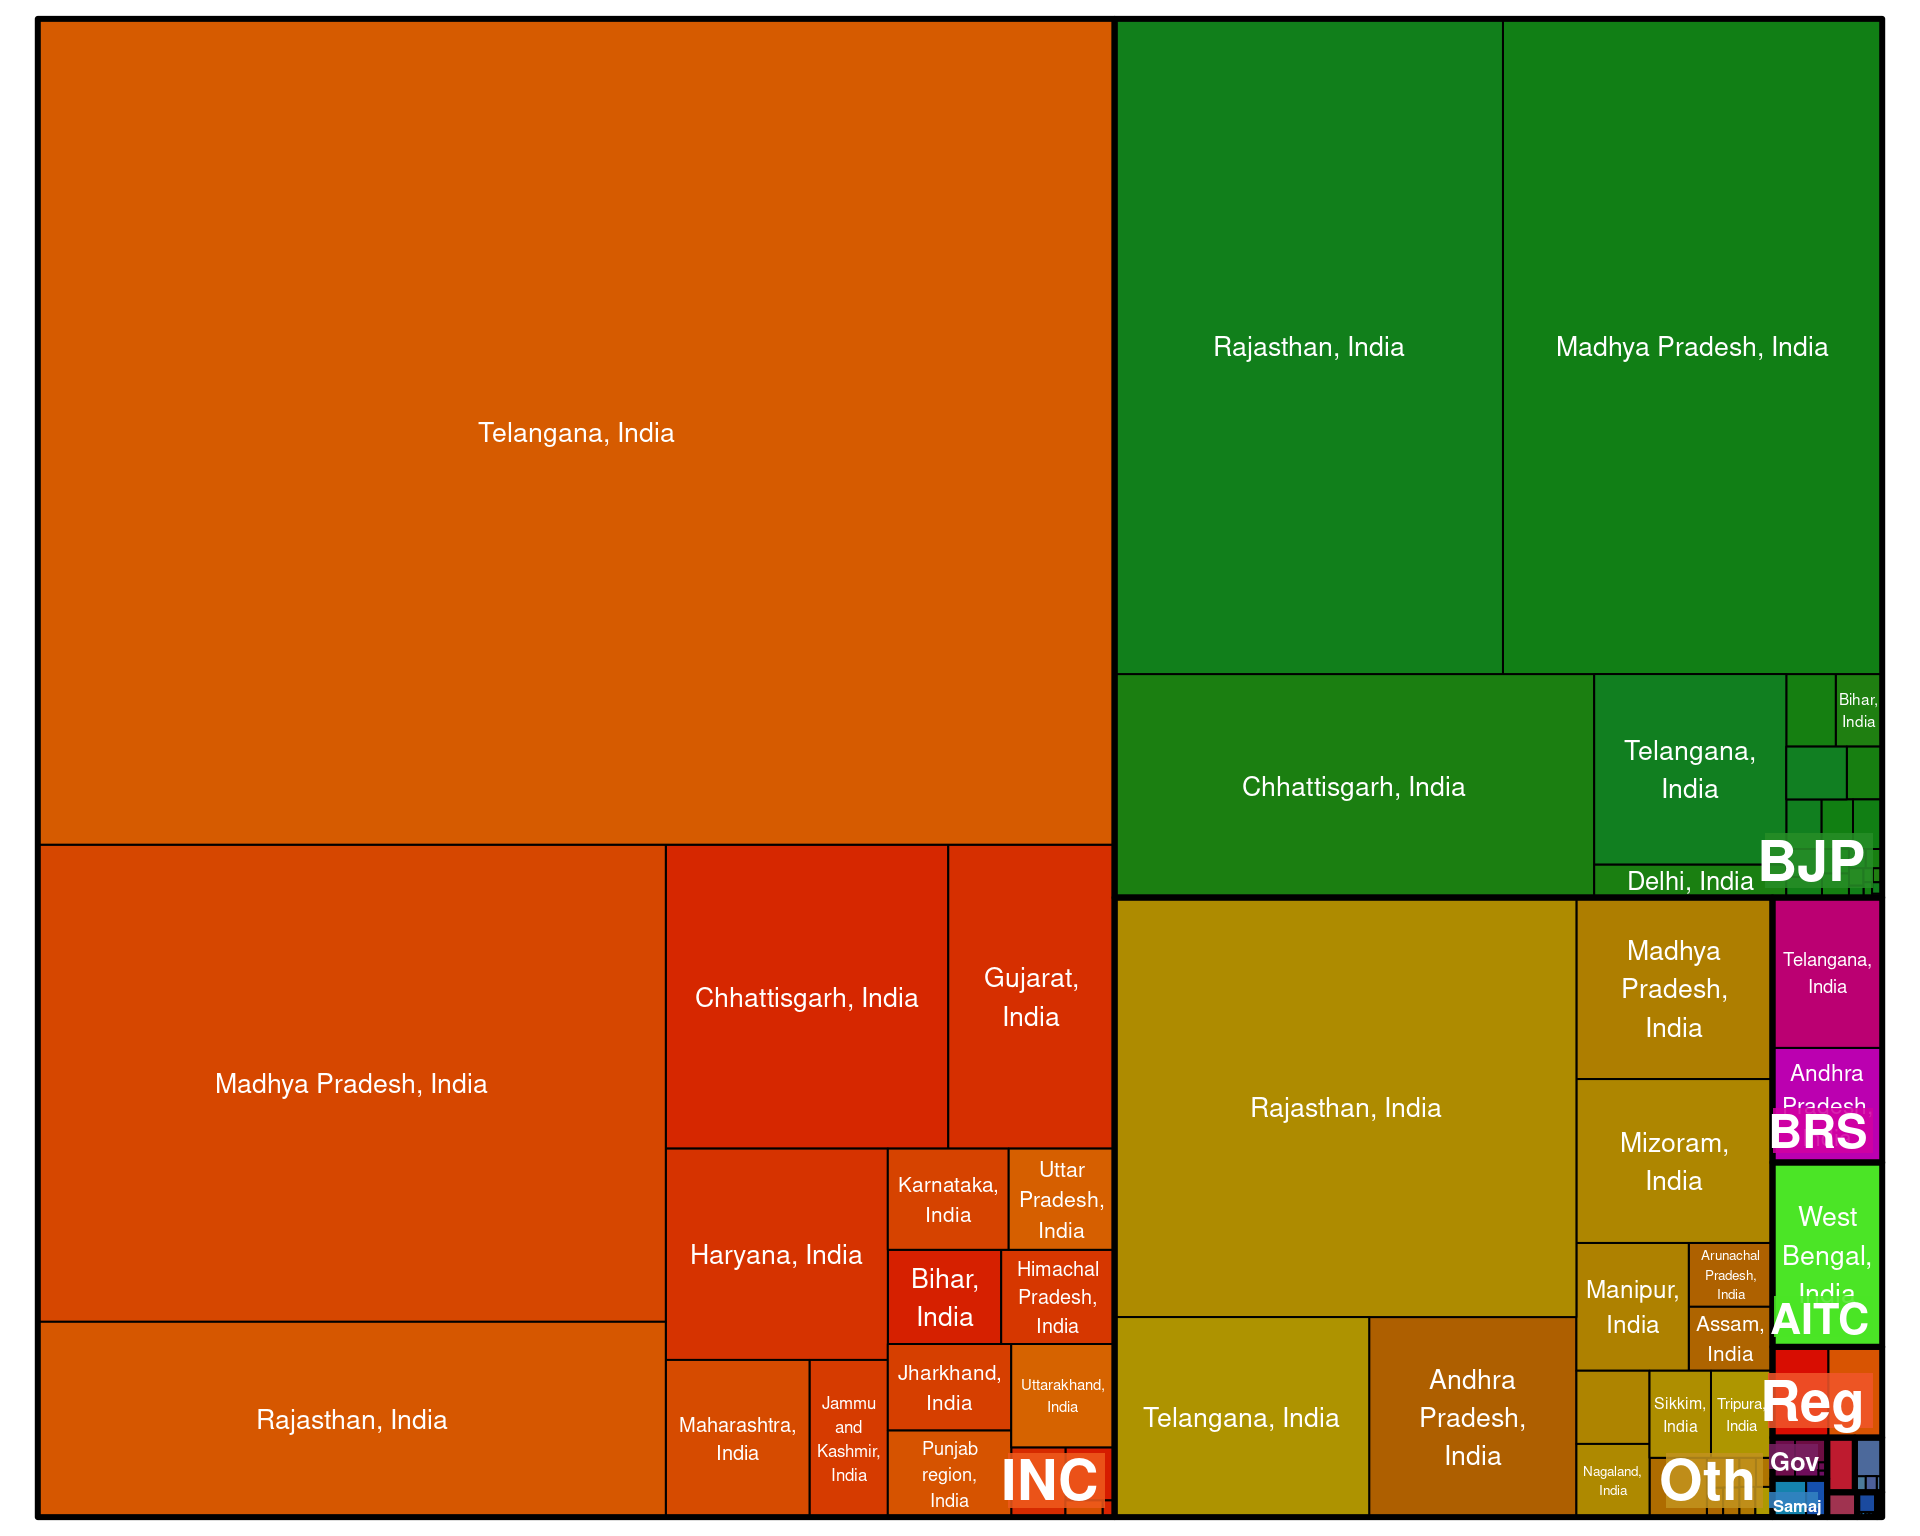 Telangana, India
Madhya Pradesh, India
Rajasthan, India
Chhattisgarh, India
Gujarat,
India
Haryana, India
Karnataka,
India
Uttar
Pradesh,
India
Bihar,
India
Himachal
Pradesh,
India
Maharashtra,
India
Jammu
and
Kashmir,
India
Jharkhand,
India
Uttarakhand,
India
Punjab
region,
India
INC
Rajasthan, India
Madhya Pradesh, India
Chhattisgarh, India
Telangana,
India
Bihar,
India
Delhi, India
BJP
Rajasthan, India
Madhya
Pradesh,
India
Mizoram,
India
Telangana, India
Andhra
Pradesh,
India
Manipur,
India
Arunachal
Pradesh,
India
Assam,
India
Sikkim,
India
Tripura,
India
Nagaland,
India
Oth
Telangana,
India
Andhra
Pradesh,
BRS
West
Bengal,
India
AITC
Reg
Gov
Samaj